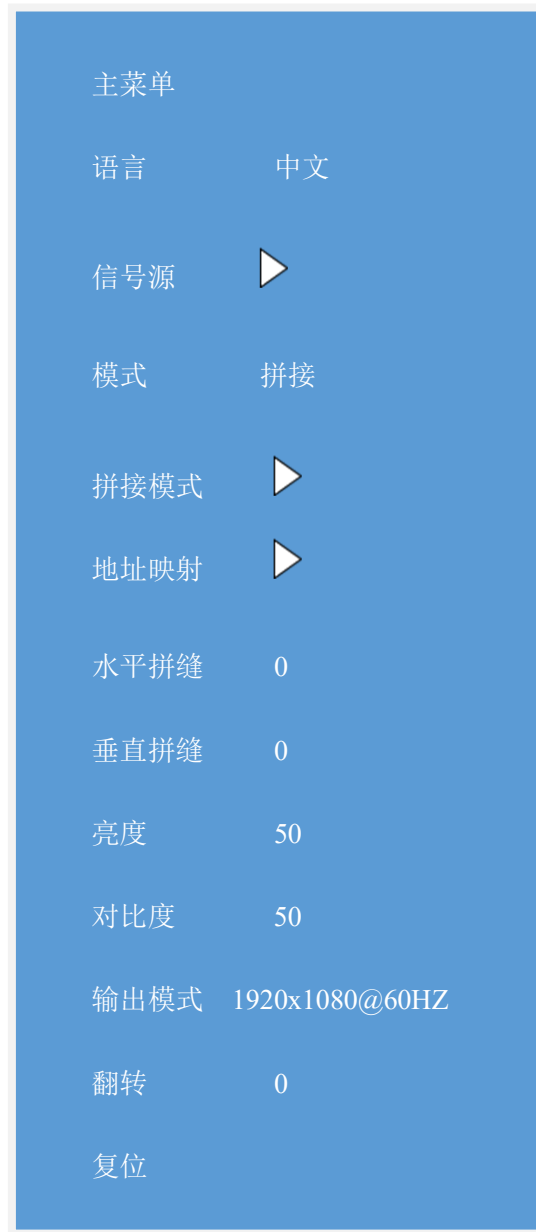 主菜单
语言 中文
信号源
模式 拼接
拼接模式
地址映射
水平拼缝 0
垂直拼缝 0
亮度 50
对比度 50
输出模式 1920x1080@60HZ
翻转 0
复位